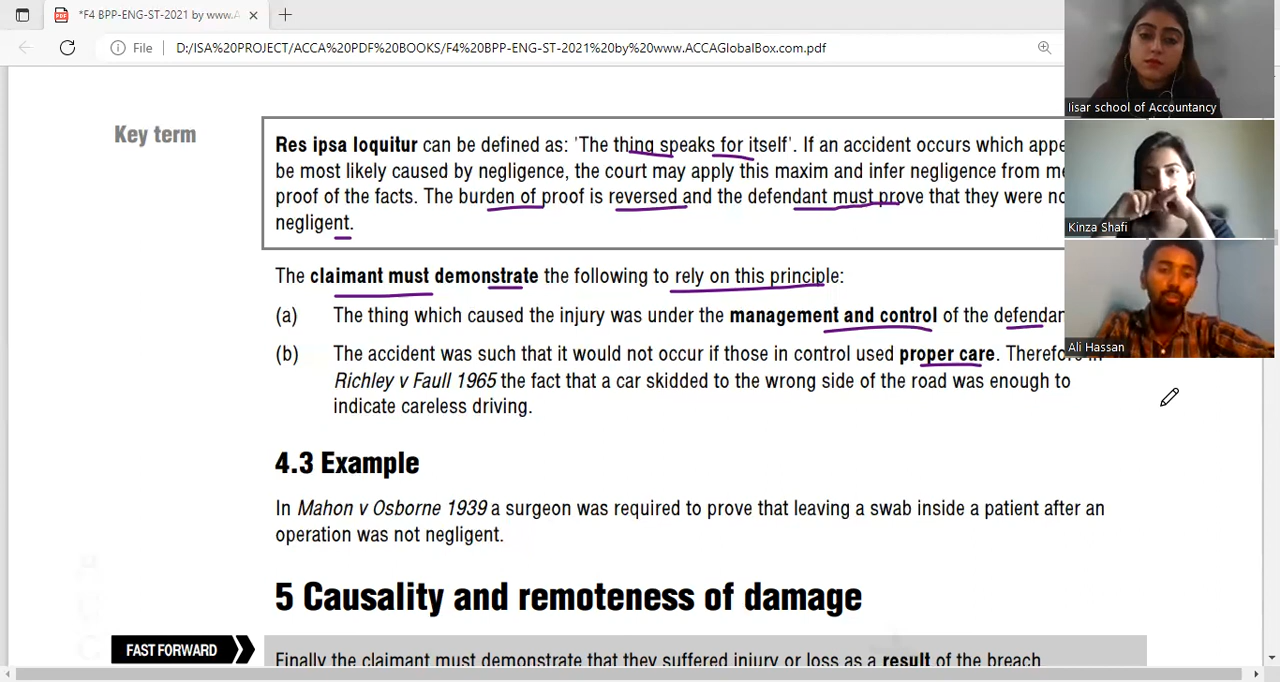 *F4 BPP-ENG-ST-2021 by www.A
File
D:/ISA%20PROJECT/ACCA%20PDF%20BOOKS/F4%20BPP-ENG-ST-2021%20by%20www.ACCAGlobalBox.com.pdf
Key term
Res ipsa loquitur can be defined as: 'The thing speaks for itself'. If an accident occurs which appe
be most likely caused by negligence, the court may apply this maxim and infer negligence from me
proof of the facts. The burden of proof is reversed and the defendant must prove that they were no
negligent.
The claimant must demonstrate the following to rely on this principle:
(a) The thing which caused the injury was under the management and control of the defendan
(b) The accident was such that it would not occur if those in control used proper care. Therefore in
Richley v Faull 1965 the fact that a car skidded to the wrong side of the road was enough to
indicate careless driving.
4.3 Example
In Mahon v Osborne 1939 a surgeon was required to prove that leaving a swab inside a patient after an
operation was not negligent.
5 Causality and remoteness of damage
FAST FORWARD
Finally the claimant must demonstrate that they suffered injury or loss as a result of the breach
Iisar school of Accountancy
Kinza Shafi
Ali Hassan